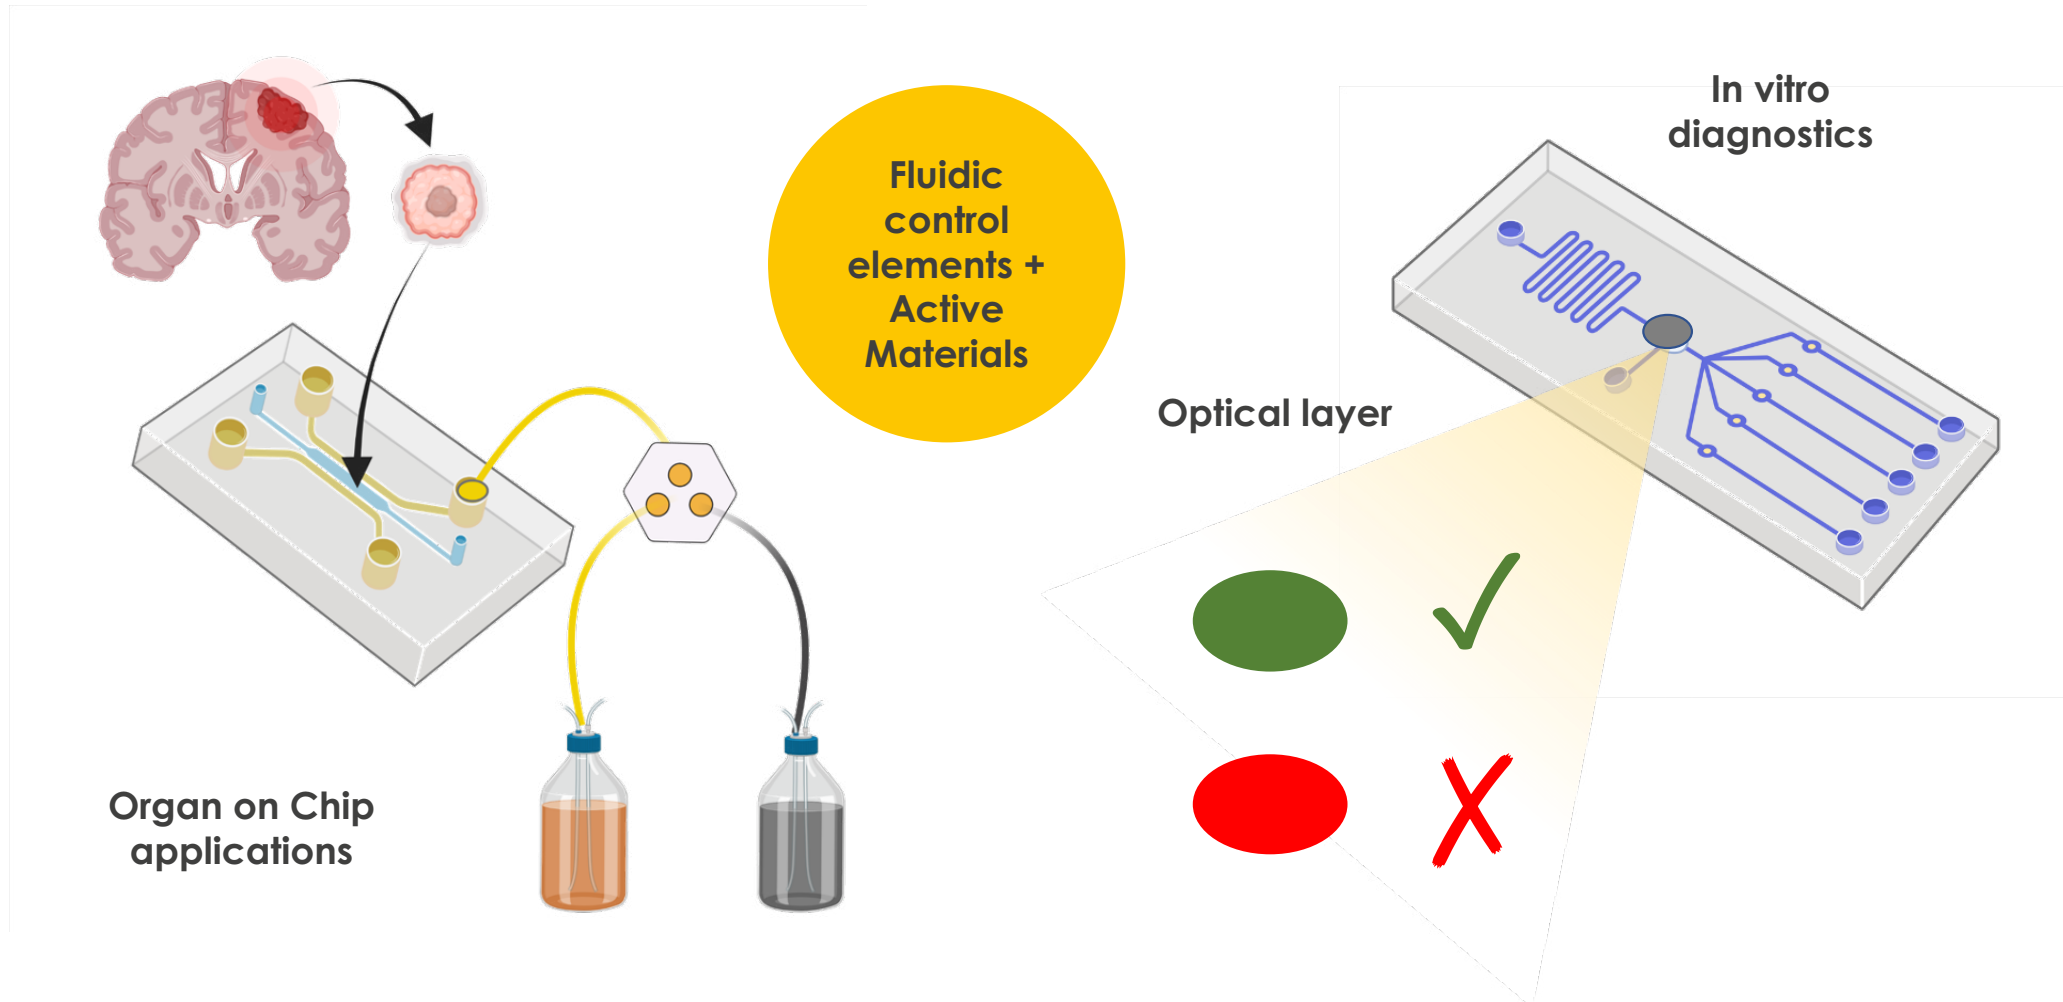 In vitro
diagnostics
Fluidic
control
elements +
Active
Materials
Optical layer
Organ on Chip
applications